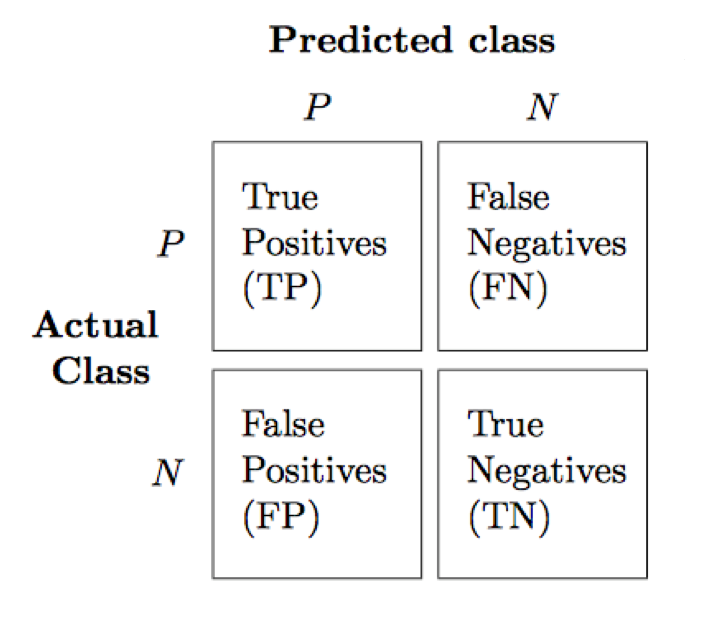 Predicted class
P N
True
Positives
(TP)
False
Negatives
(FN)
P
Actual
Class
False
Positives
(FP)
True
Negatives
(TN)
N